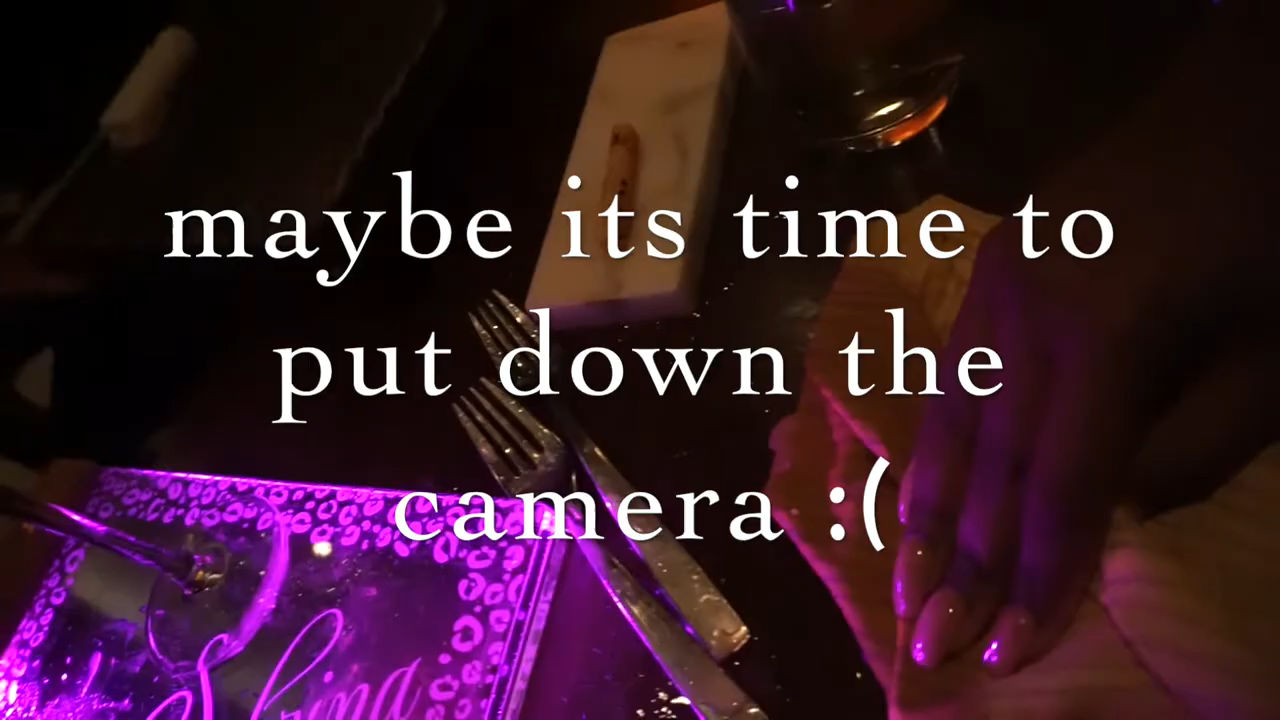 maybe its time to
put down the
camera :(